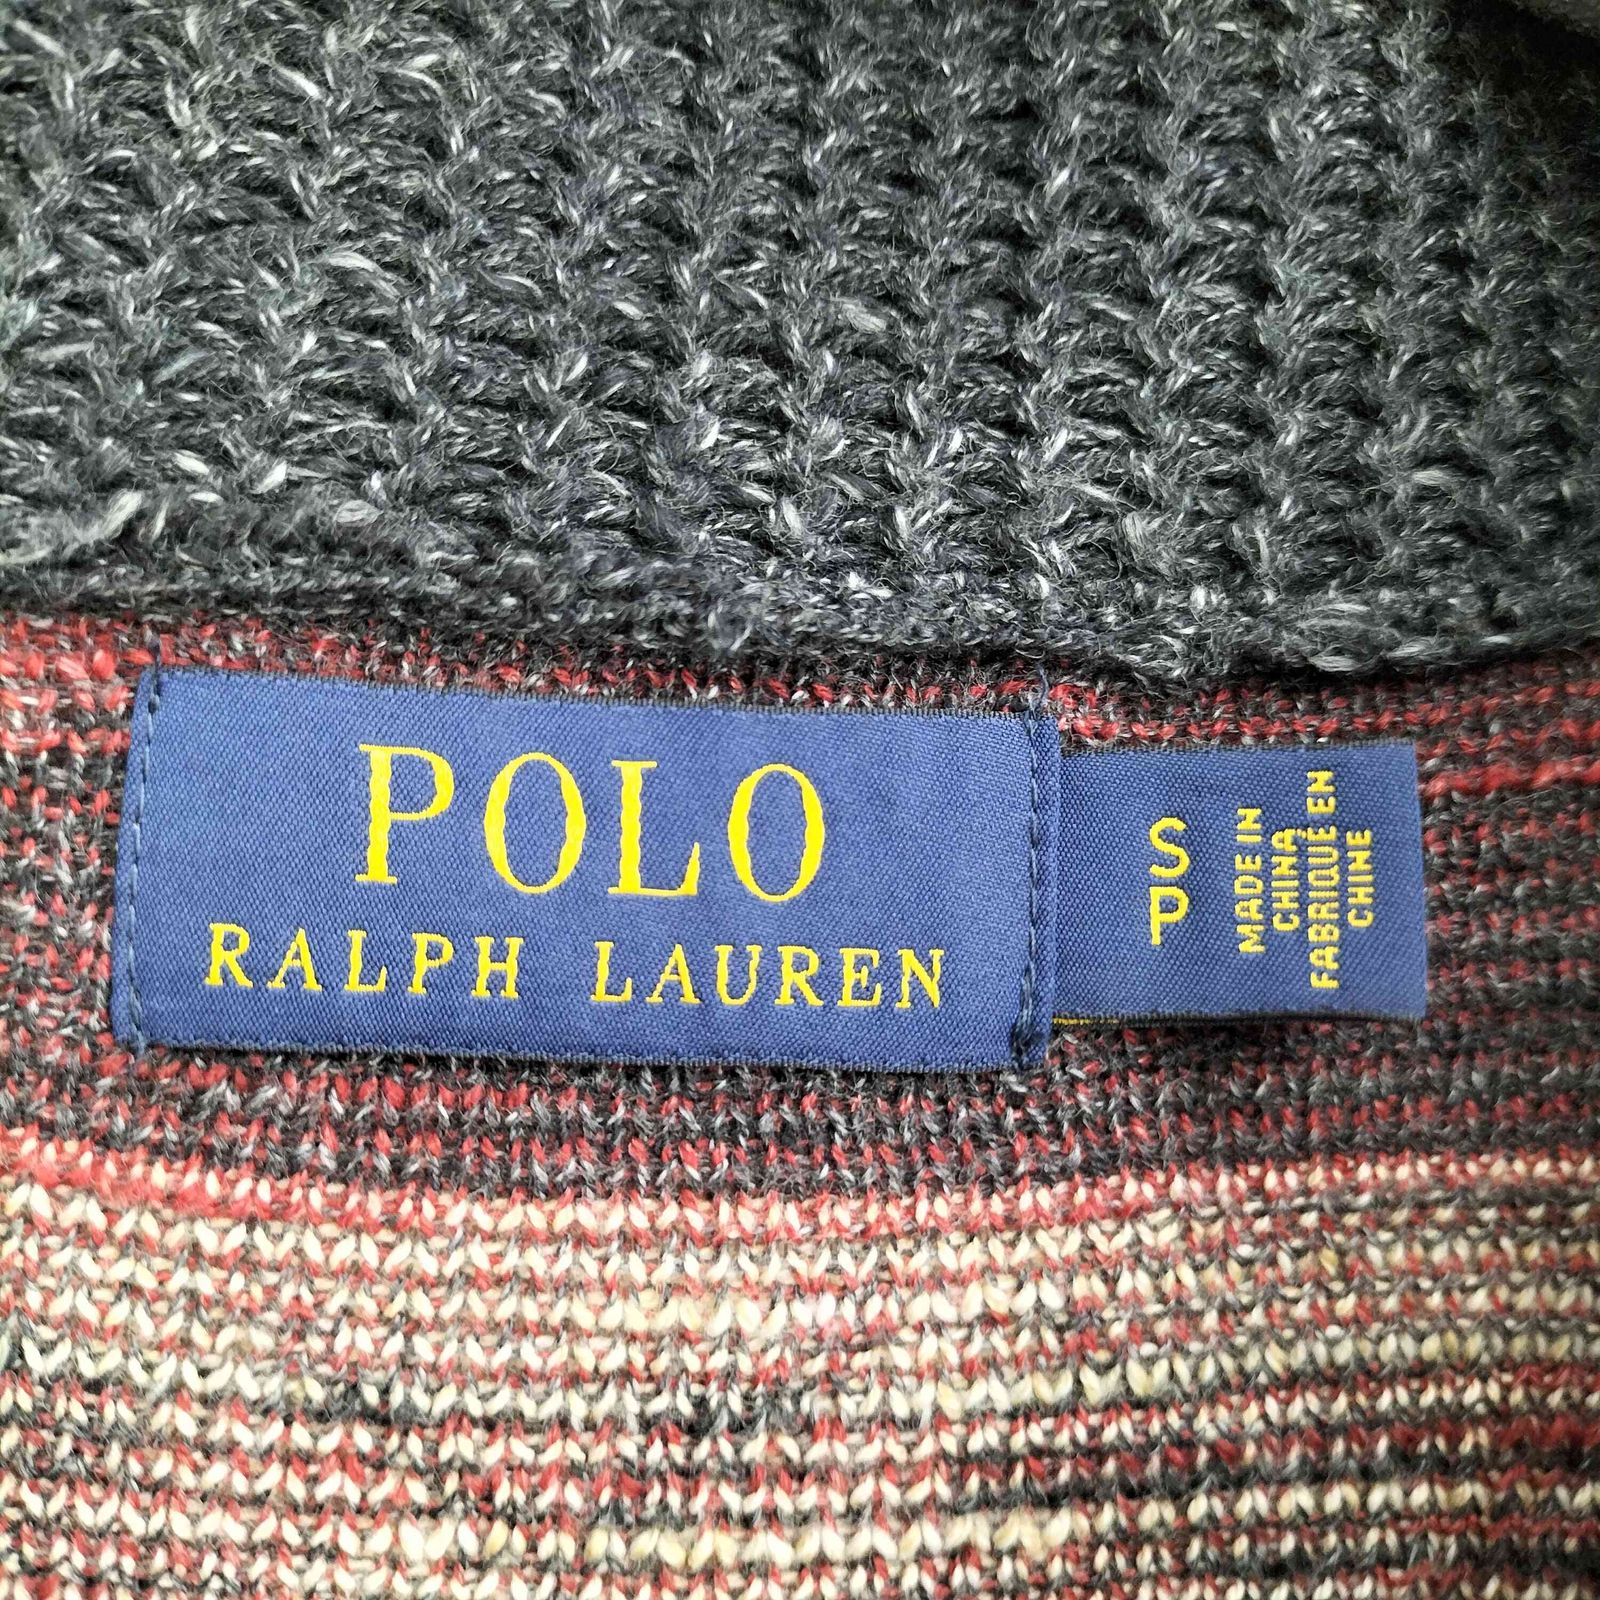 POLO
RALPH LAUREN
S
P
MADE IN
CHINA
FABRIQUÉ EN
CHINE